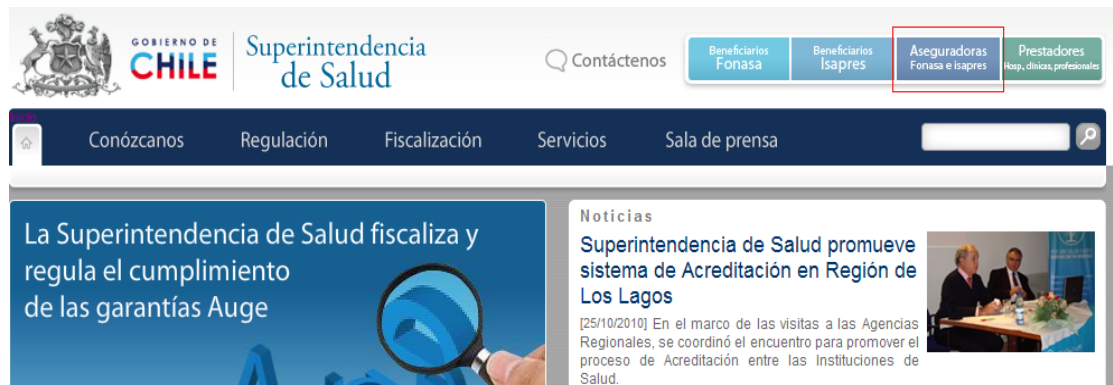 GOBIERNO DE
CHILE
Superintendencia
de Salud
Contáctenos
Beneficiarios
Fonasa
Beneficiarios
Isapres
Aseguradoras
Fonasa e isapres
Prestadores
Hosp., clínicas, profesionales
Inicio
Conózcanos
Regulación
Fiscalización
Servicios
Sala de prensa
La Superintendencia de Salud fiscaliza y
regula el cumplimiento
de las garantías Auge
Noticias
Superintendencia de Salud promueve
sistema de Acreditación en Región de
Los Lagos
[25/10/2010] En el marco de las visitas a las Agencias
Regionales, se coordinó el encuentro para promover el
proceso de Acreditación entre las Instituciones de
Salud.